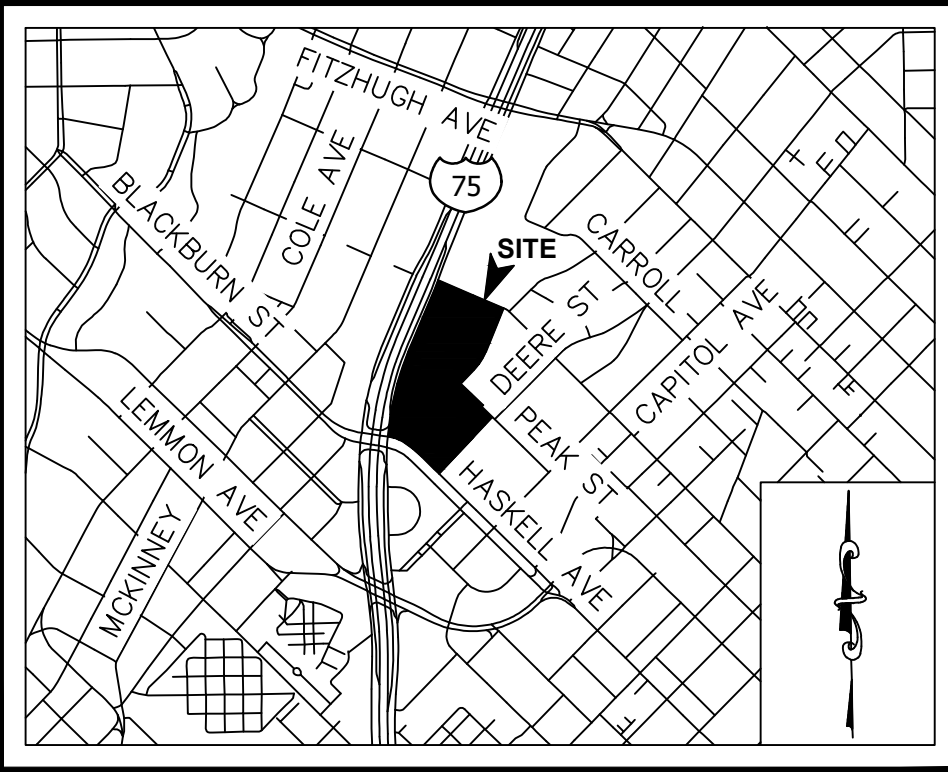 FITZHUGH AVE
75
COLE AVE
BLACKBURN ST
SITE
CARROLL
DEERE ST
CAPITOL AVE
LEMMON AVE
PEAK ST
HASKELL AVE
MCKINNEY